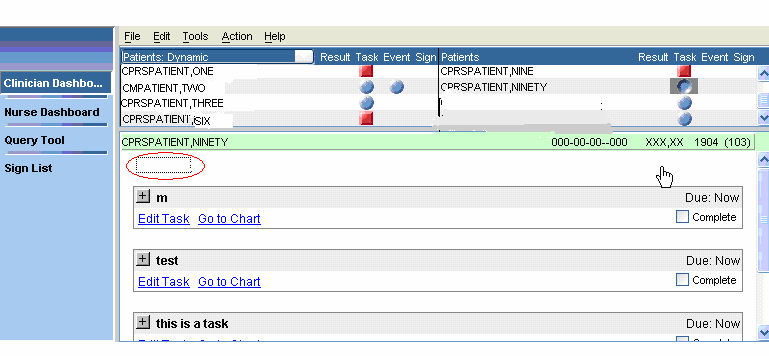 File Edit Tools Action Help
Patients: Dynamic Result Task Event Sign Patients Result Task Event Sign
CPRSPATIENT,ONE CPRSPATIENT,NINE
CMPATIENT,TWO CPRSPATIENT,NINETY
CPRSPATIENT,THREE
CPRSPATIENT,SIX
Clinician Dashbo...
Nurse Dashboard
Query Tool
Sign List
CPRSPATIENT,NINETY 000-00-00--000 XXX,XX 1904 (103)
m Due: Now
Edit Task Go to Chart Complete
test Due: Now
Edit Task Go to Chart Complete
this is a task Due: Now